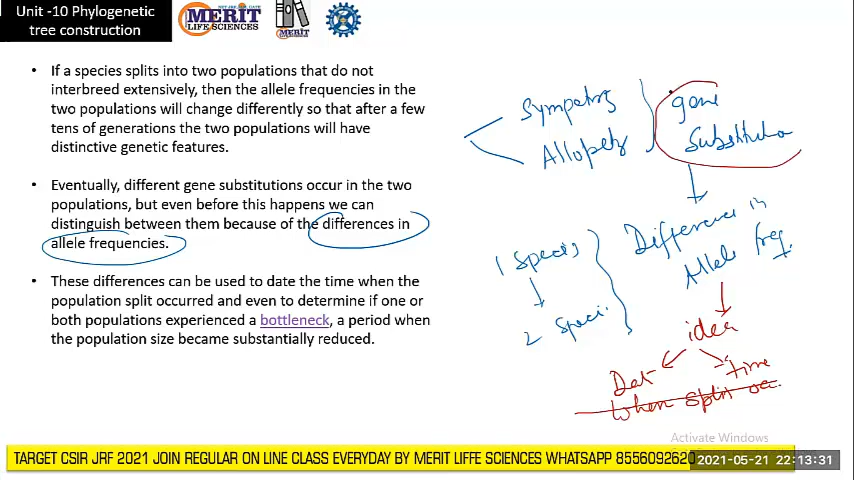 Unit -10 Phylogenetic
tree construction
MERIT
LIFE SCIENCES
MERIT
• If a species splits into two populations that do not
interbreed extensively, then the allele frequencies in the
two populations will change differently so that after a few
tens of generations the two populations will have
distinctive genetic features.
• Eventually, different gene substitutions occur in the two
populations, but even before this happens we can
distinguish between them because of the differences in
allele frequencies.
• These differences can be used to date the time when the
population split occurred and even to determine if one or
both populations experienced a bottleneck, a period when
the population size became substantially reduced.
Sympatry
Allopatry
gene
Substitution
Difference in
Allele freq.
1 Species
2 Speci.
idea
Dat
time
When split oc.
Activate Windows
TARGET CSIR JRF 2021 JOIN REGULAR ON LINE CLASS EVERYDAY BY MERIT LIFFE SCIENCES WHATSAPP 8556092620
2021-05-21 22:13:31